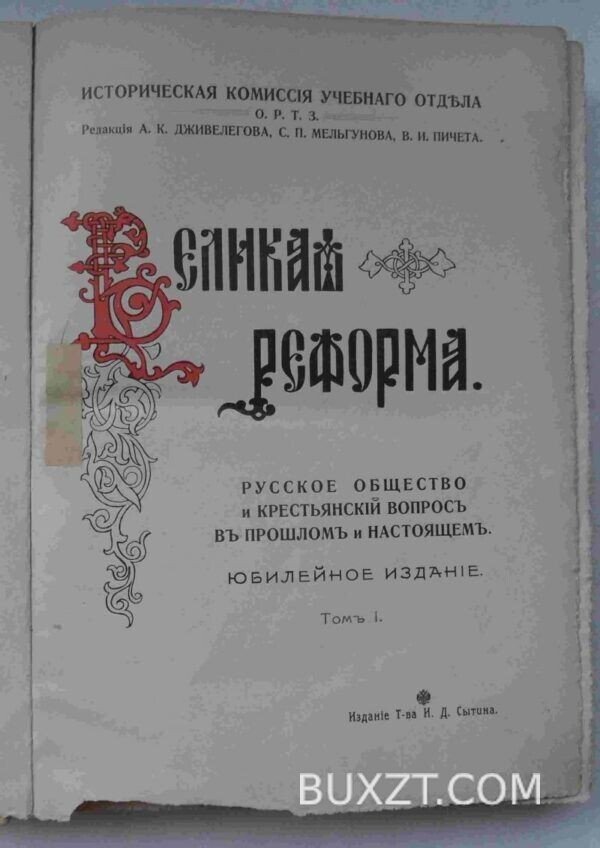 ИСТОРИЧЕСКАЯ КОМИССІЯ УЧЕБНАГО ОТДѢЛА
О. Р. Т. З.
Редакція А. К. ДЖИВЕЛЕГОВА, С. П. МЕЛЬГУНОВА, В. И. ПИЧЕТА.
ВЕЛИКАЯ
РЕФОРМА.
РУССКОЕ ОБЩЕСТВО
и КРЕСТЬЯНСКІЙ ВОПРОСЪ
ВЪ ПРОШЛОМЪ и НАСТОЯЩЕМЪ.
ЮБИЛЕЙНОЕ ИЗДАНІЕ.
Томъ I.
Изданіе Т-ва И. Д. Сытина.
BUXZT.COM